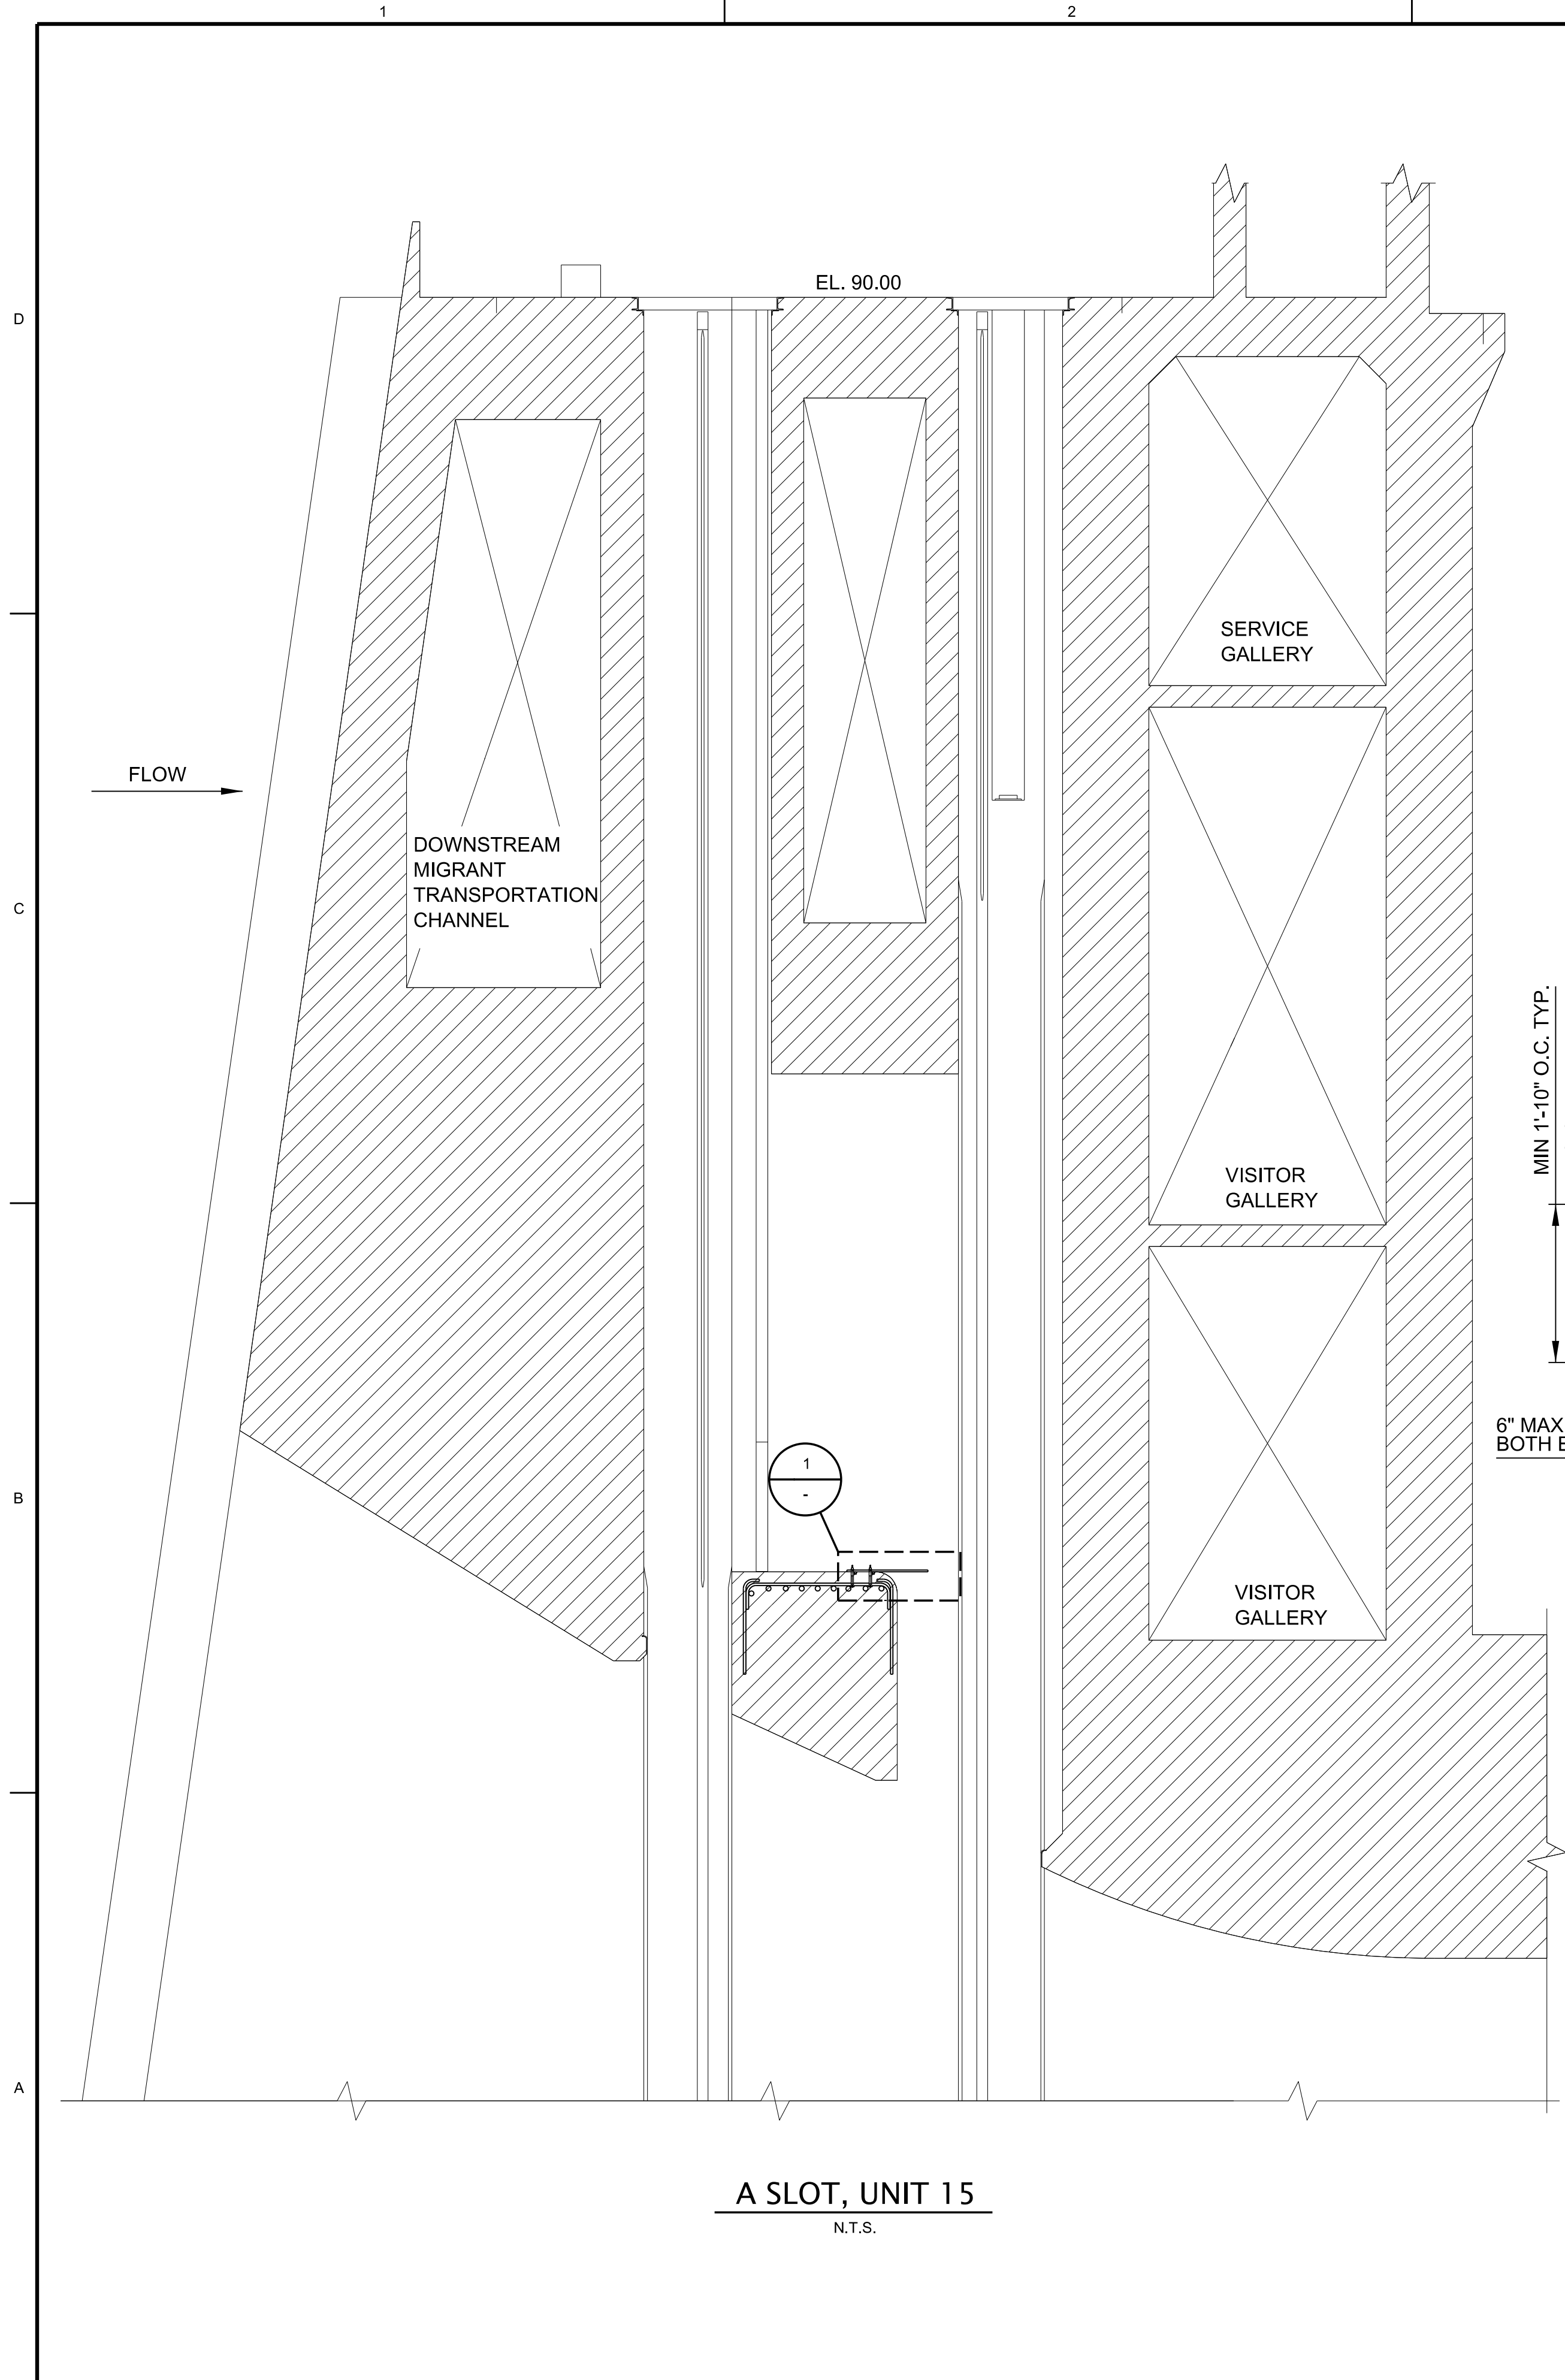 1
2
D
EL. 90.00
SERVICE
GALLERY
FLOW
DOWNSTREAM
MIGRANT
TRANSPORTATION
CHANNEL
C
MIN 1'-10" O.C. TYP.
VISITOR
GALLERY
6" MAX
BOTH E
B
1
-
VISITOR
GALLERY
A
A SLOT, UNIT 15
N.T.S.